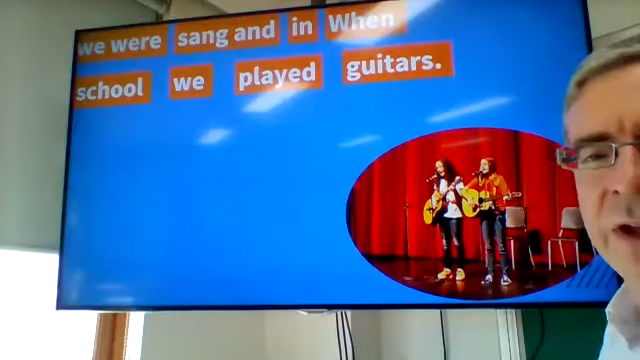 we were sang and in When
school we played guitars.